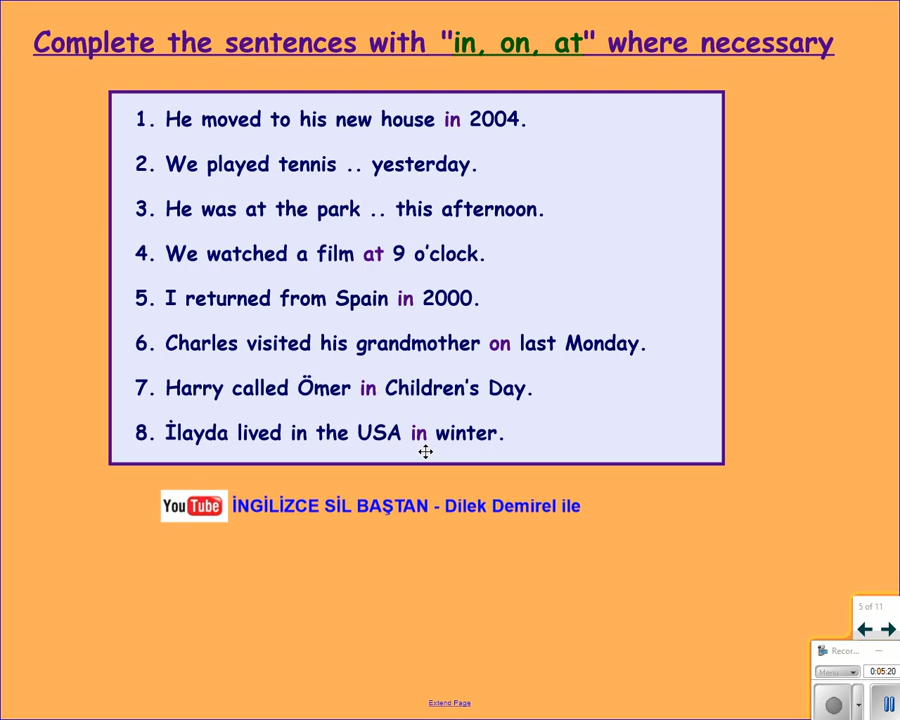 Complete the sentences with "in, on, at" where necessary
1. He moved to his new house in 2004.
2. We played tennis .. yesterday.
3. He was at the park .. this afternoon.
4. We watched a film at 9 o'clock.
5. I returned from Spain in 2000.
6. Charles visited his grandmother on last Monday.
7. Harry called Ömer in Children's Day.
8. İlayda lived in the USA in winter.
YouTube İNGİLİZCE SİL BAŞTAN - Dilek Demirel ile
5 of 11
Recor...
Menu 0:05:20
Extend Page